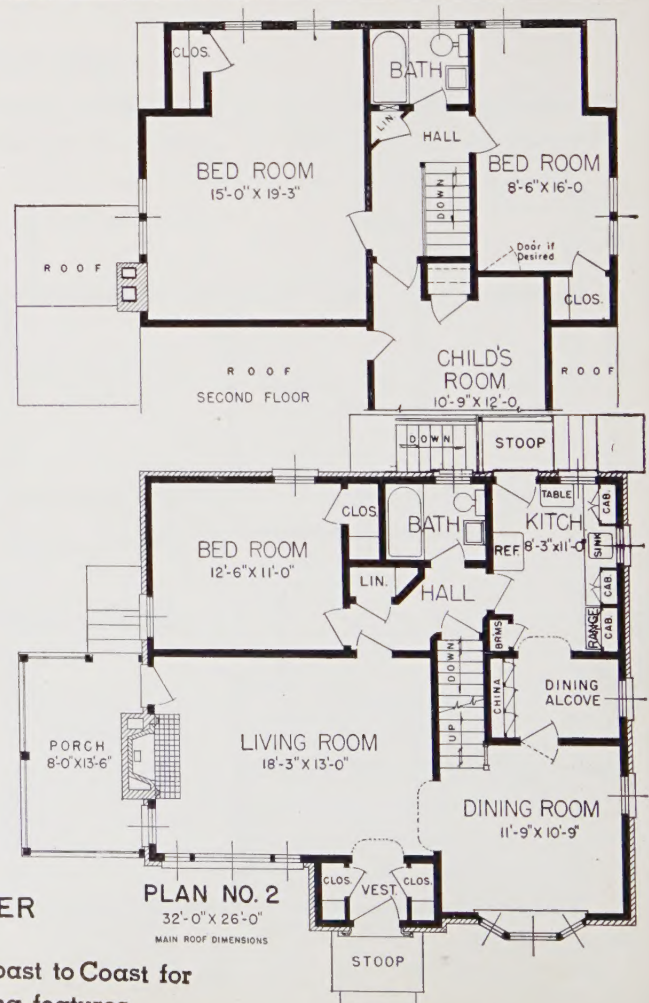 CLOS.
BATH
LIN.
HALL
BED ROOM
15'-0" X 19'-3"
BED ROOM
8'-6" X 16'-0
DOWN
Door if
Desired
ROOF
CLOS.
ROOF
SECOND FLOOR
CHILD'S
ROOM
10'-9" X 12'-0
ROOF
DOWN
STOOP
CLOS.
BATH
TABLE
CAB.
KITCH
8'-3"x11'-0
REF.
SINK
BED ROOM
12'-6" X 11'-0"
LIN.
HALL
CAB.
BRMS
RANGE
CAB.
DOWN
UP
CHINA
DINING
ALCOVE
PORCH
8'-0"X13'-6"
LIVING ROOM
18'-3" X 13'-0"
DINING ROOM
11'-9" X 10'-9"
CLOS.
VEST.
CLOS.
STOOP
PLAN NO. 2
32'-0" X 26'-0"
MAIN ROOF DIMENSIONS
ER
oast to Coast for